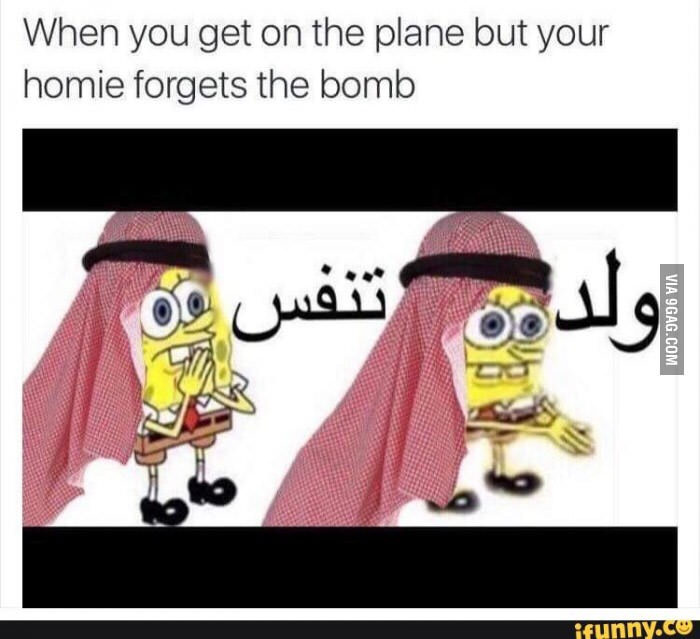 When you get on the plane but your
homie forgets the bomb
ولد تنفس
VIA 9GAG.COM
ifunny.co